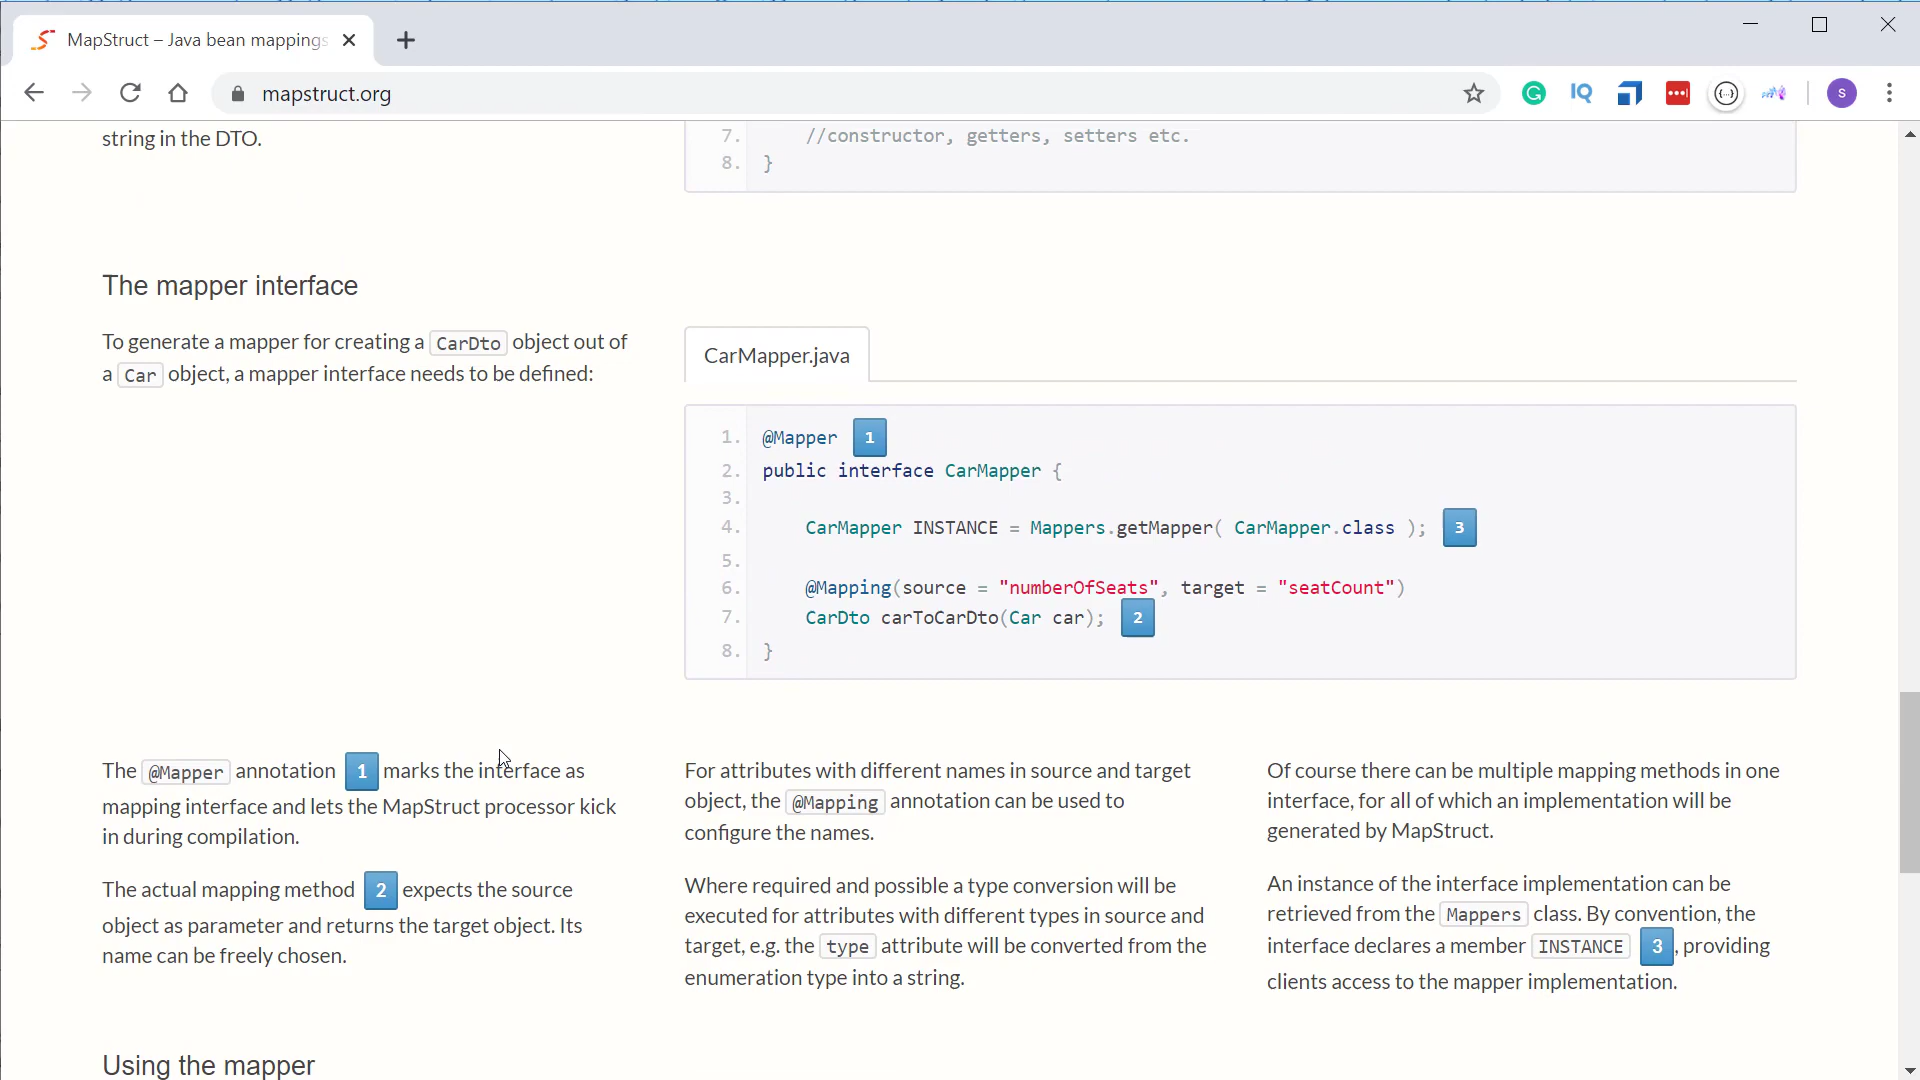 MapStruct – Java bean mappings
mapstruct.org
IQ
S
string in the DTO.
7. //constructor, getters, setters etc.
8. }
The mapper interface
To generate a mapper for creating a CarDto object out of
a Car object, a mapper interface needs to be defined:
CarMapper.java
1. @Mapper 1
2. public interface CarMapper {
3.
4. CarMapper INSTANCE = Mappers.getMapper( CarMapper.class ); 3
5.
6. @Mapping(source = "numberOfSeats", target = "seatCount")
7. CarDto carToCarDto(Car car); 2
8. }
The @Mapper annotation 1 marks the interface as
mapping interface and lets the MapStruct processor kick
in during compilation.
The actual mapping method 2 expects the source
object as parameter and returns the target object. Its
name can be freely chosen.
For attributes with different names in source and target
object, the @Mapping annotation can be used to
configure the names.
Where required and possible a type conversion will be
executed for attributes with different types in source and
target, e.g. the type attribute will be converted from the
enumeration type into a string.
Of course there can be multiple mapping methods in one
interface, for all of which an implementation will be
generated by MapStruct.
An instance of the interface implementation can be
retrieved from the Mappers class. By convention, the
interface declares a member INSTANCE 3, providing
clients access to the mapper implementation.
Using the mapper